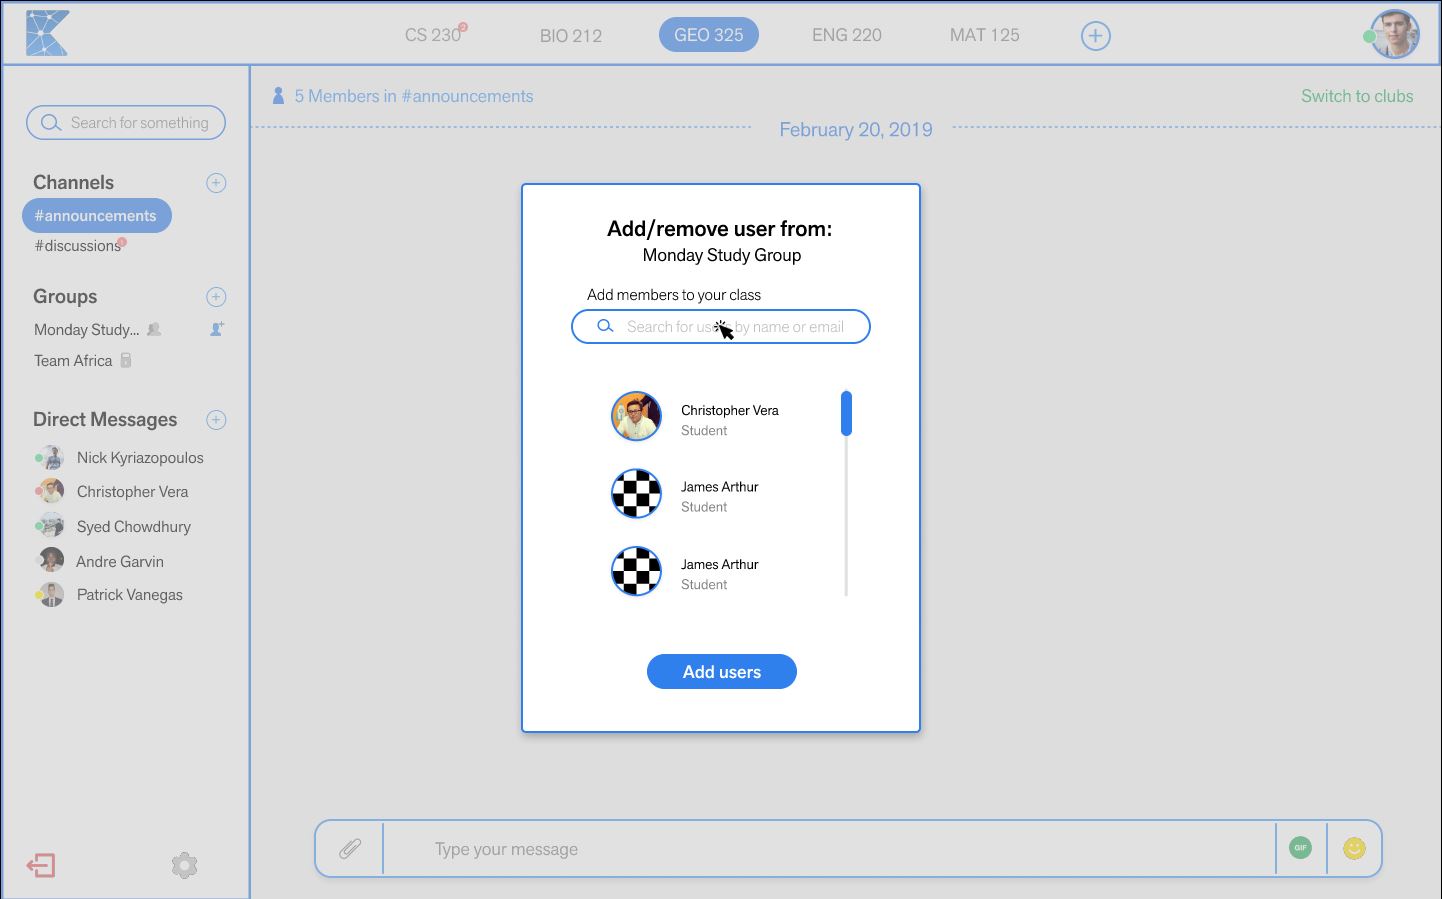 CS 230
2
BIO 212
GEO 325
ENG 220
MAT 125
5 Members in #announcements
Switch to clubs
February 20, 2019
Search for something
Channels
#announcements
#discussions
1
Groups
Monday Study...
Team Africa
Direct Messages
Nick Kyriazopoulos
Christopher Vera
Syed Chowdhury
Andre Garvin
Patrick Vanegas
Add/remove user from:
Monday Study Group
Add members to your class
Search for users by name or email
Christopher Vera
Student
James Arthur
Student
James Arthur
Student
Add users
Type your message
GIF